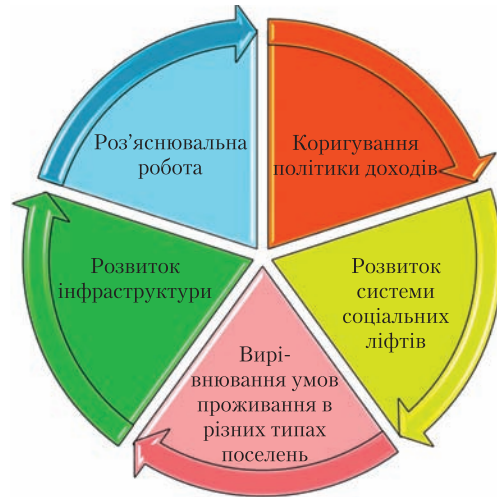 Роз’яснювальна
робота
Коригування
політики доходів
Розвиток
системи
соціальних
ліфтів
Вирі-
внювання умов
проживання в
різних типах
поселень
Розвиток
інфраструктури